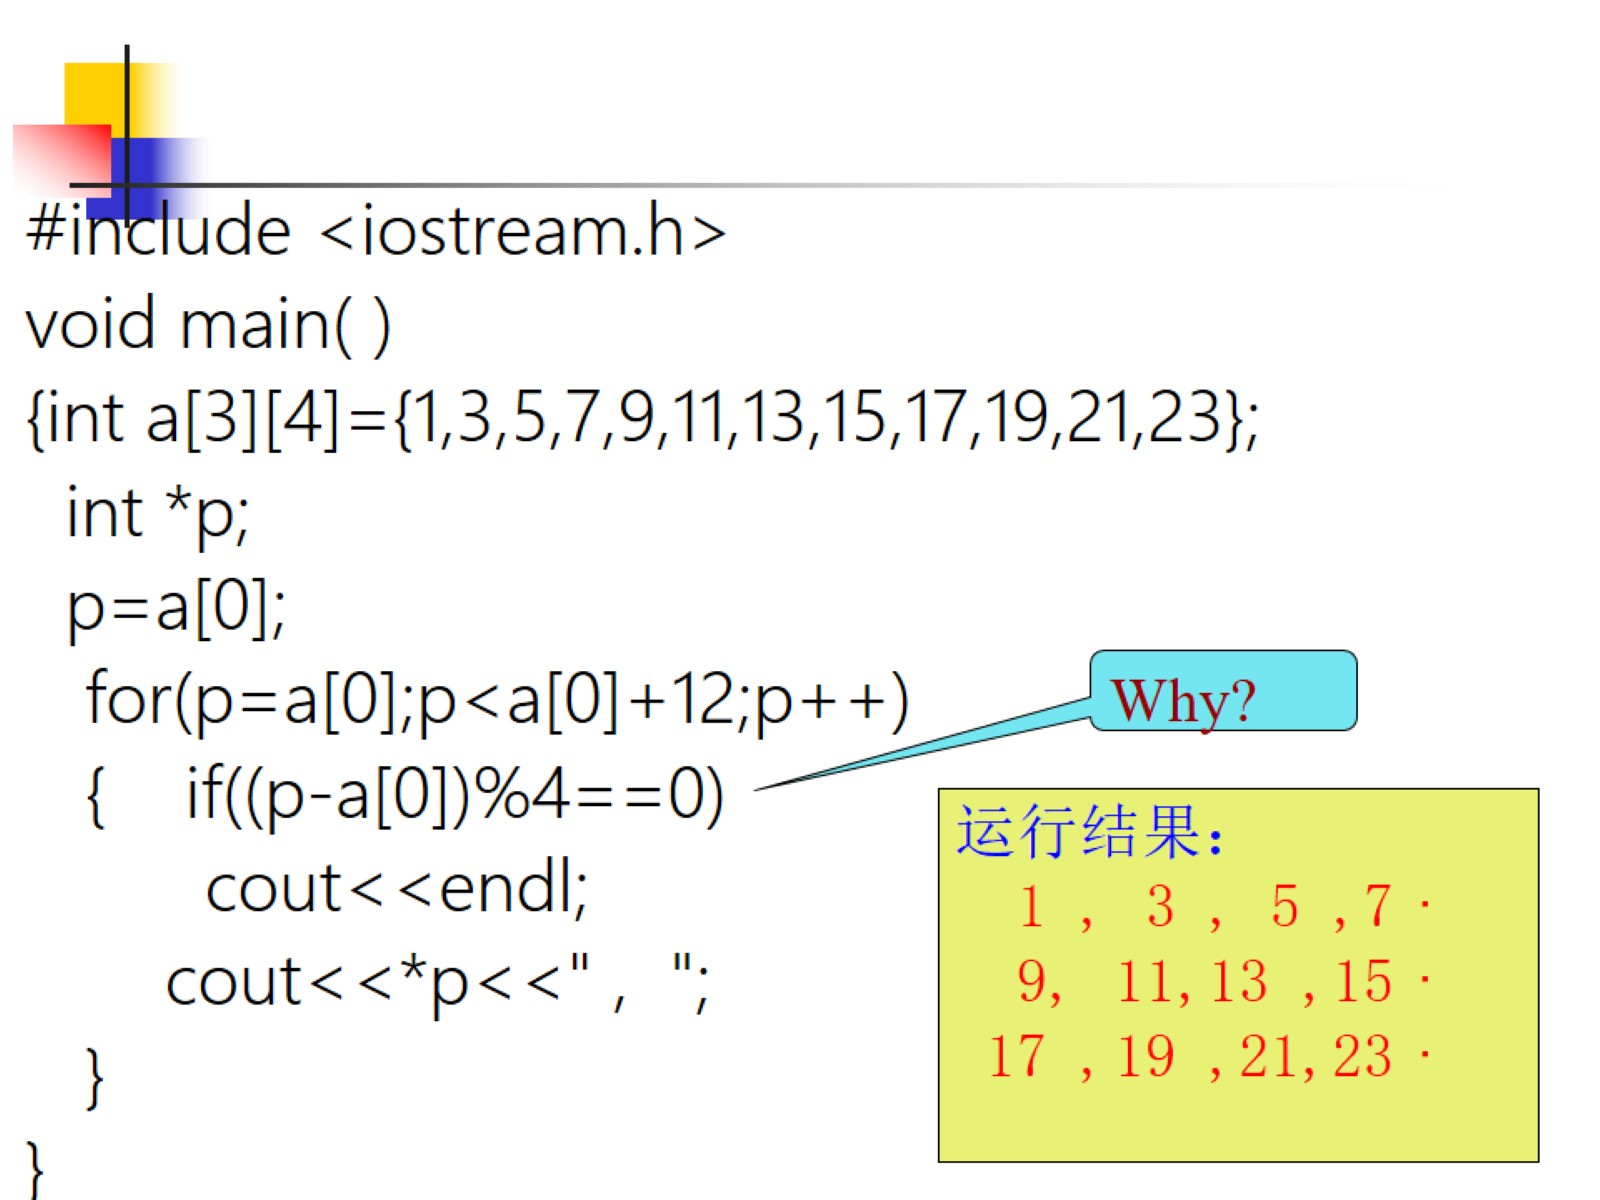 #include <iostream.h>
void main( )
{int a[3][4]={1,3,5,7,9,11,13,15,17,19,21,23};
int *p;
p=a[0];
for(p=a[0];p<a[0]+12;p++)
{ if((p-a[0])%4==0)
cout<<endl;
cout<<*p<<" , ";
}
}
Why?
运行结果：
1 , 3 , 5 ,7 ·
9, 11,13 ,15 ·
17 ,19 ,21,23 ·